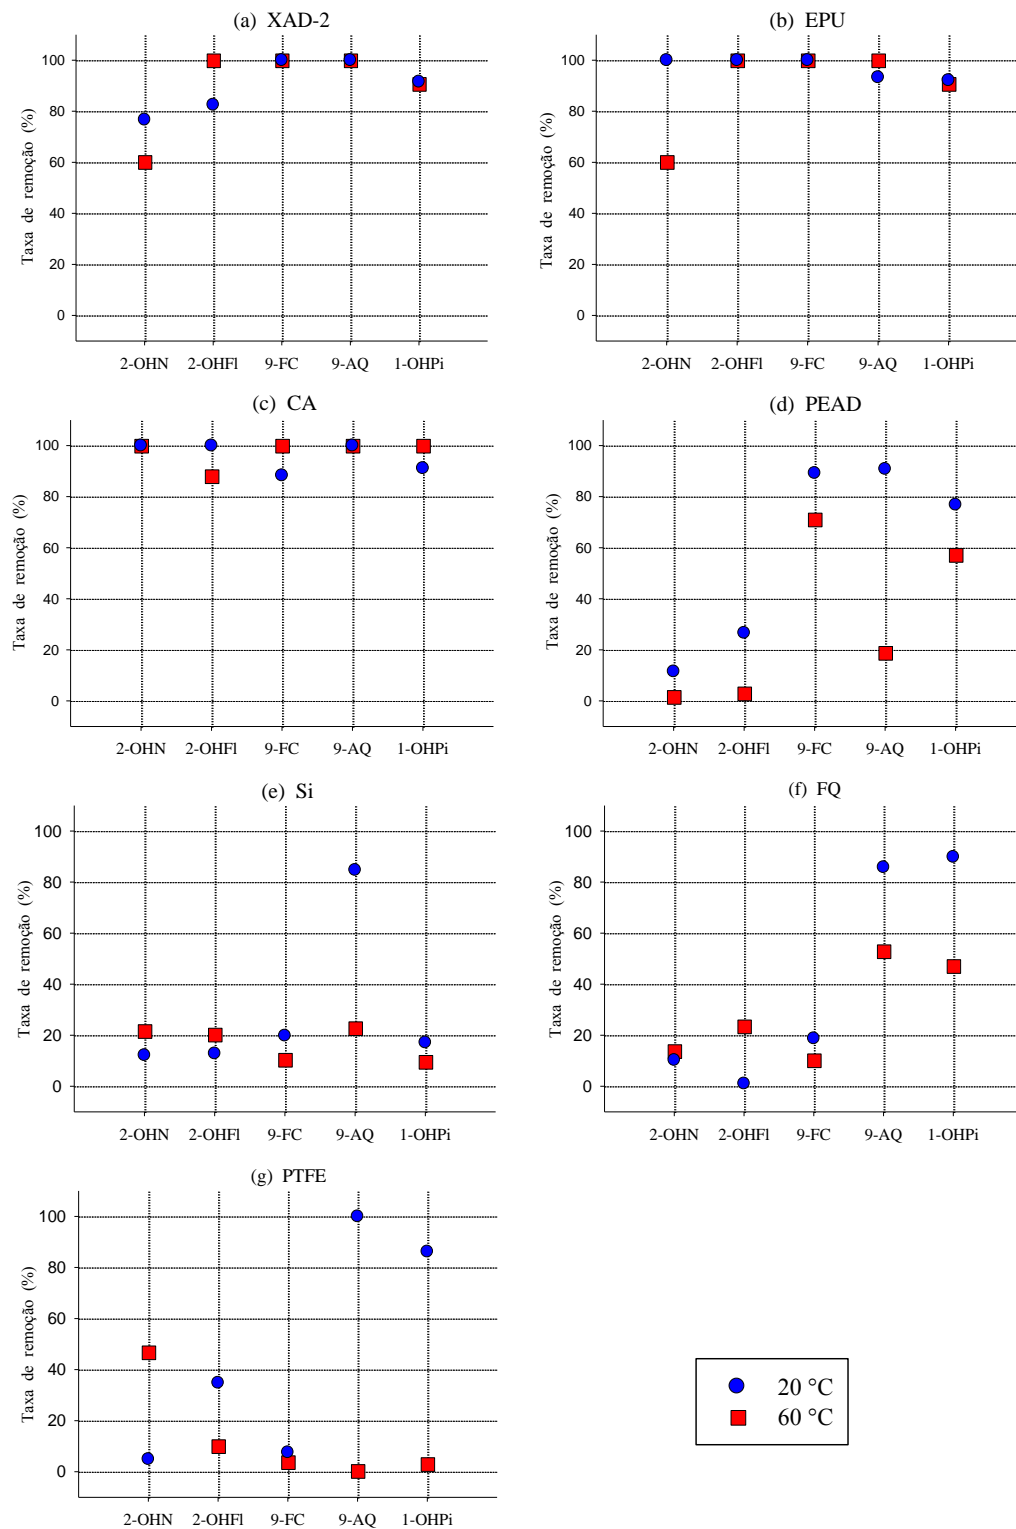 (a) XAD-2
Taxa de remoção (%)
100
80
60
40
20
0
2-OHN 2-OHFl 9-FC 9-AQ 1-OHPi
(b) EPU
Taxa de remoção (%)
100
80
60
40
20
0
2-OHN 2-OHFl 9-FC 9-AQ 1-OHPi
(c) CA
Taxa de remoção (%)
100
80
60
40
20
0
2-OHN 2-OHFl 9-FC 9-AQ 1-OHPi
(d) PEAD
Taxa de remoção (%)
100
80
60
40
20
0
2-OHN 2-OHFl 9-FC 9-AQ 1-OHPi
(e) Si
Taxa de remoção (%)
100
80
60
40
20
0
2-OHN 2-OHFl 9-FC 9-AQ 1-OHPi
(f) FQ
Taxa de remoção (%)
100
80
60
40
20
0
2-OHN 2-OHFl 9-FC 9-AQ 1-OHPi
(g) PTFE
Taxa de remoção (%)
100
80
60
40
20
0
2-OHN 2-OHFl 9-FC 9-AQ 1-OHPi
20 °C
60 °C